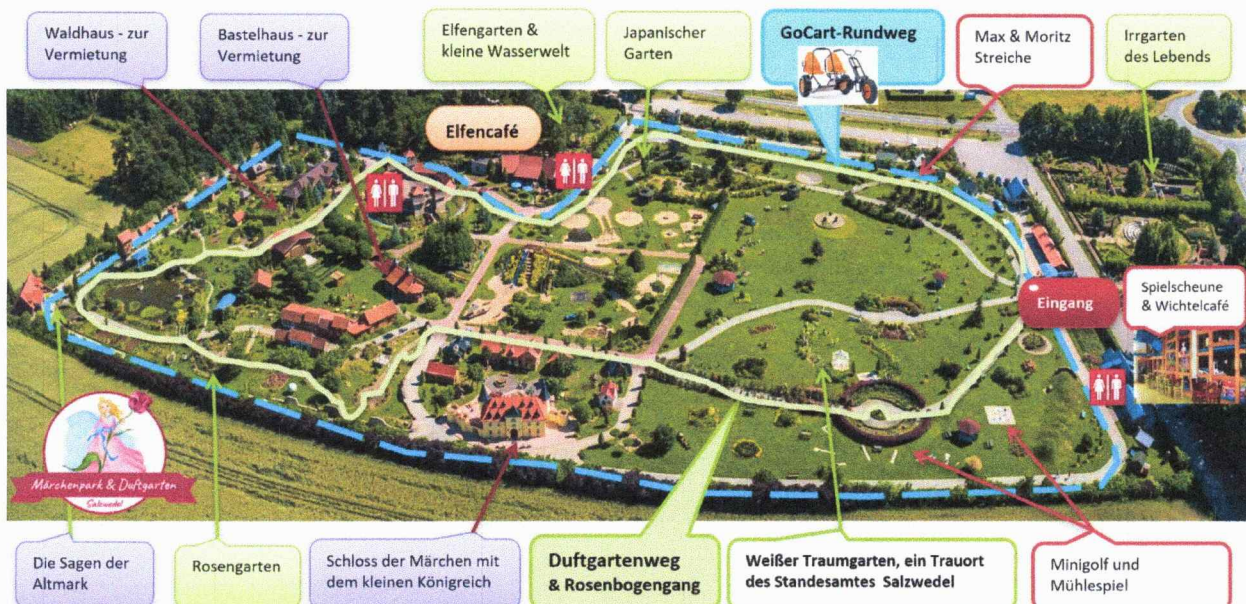 Waldhaus - zur
Vermietung
Bastelhaus - zur
Vermietung
Elfengarten &
kleine Wasserwelt
Japanischer
Garten
GoCart-Rundweg
Max & Moritz
Streiche
Irrgarten
des Lebends
Elfencafé
Eingang
Spielscheune
& Wichtelcafé
Märchenpark & Duftgarten
Salzwedel
Die Sagen der
Altmark
Rosengarten
Schloss der Märchen mit
dem kleinen Königreich
Duftgartenweg
& Rosenbogengang
Weißer Traumgarten, ein Trauort
des Standesamtes Salzwedel
Minigolf und
Mühlespiel